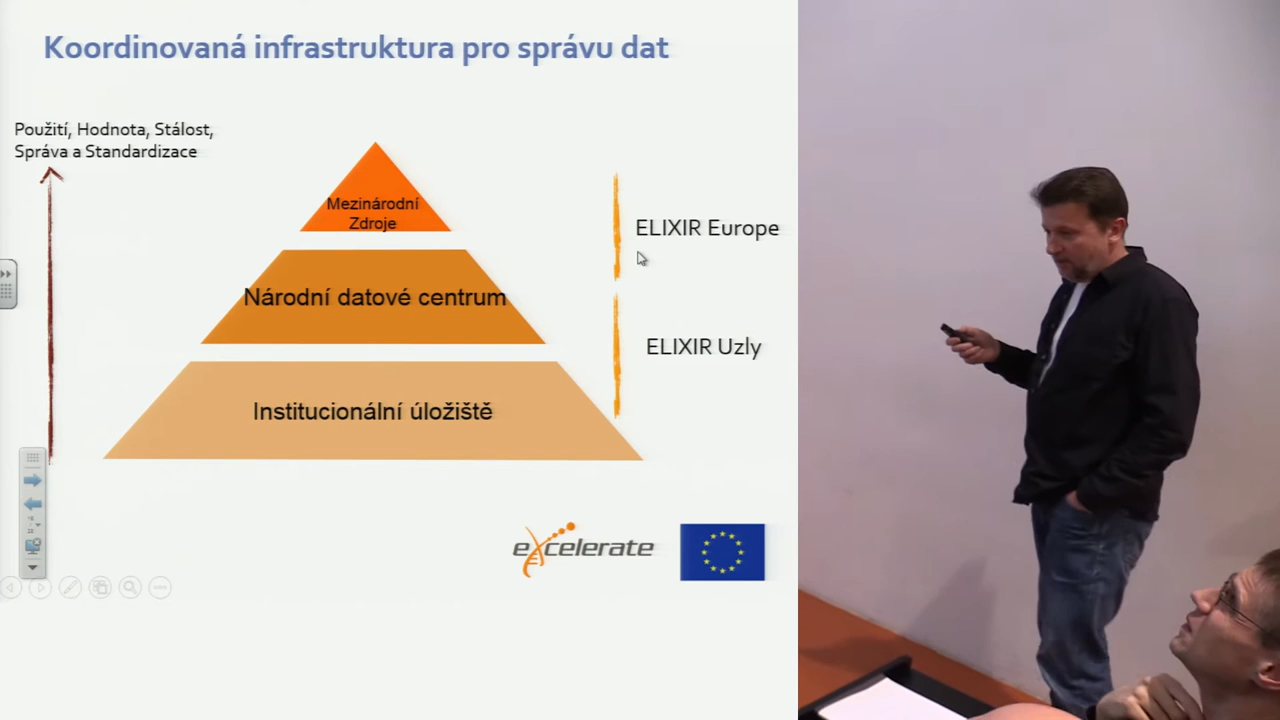 Koordinovaná infrastruktura pro správu dat
Použití, Hodnota, Stálost,
Správa a Standardizace
Mezinárodní
Zdroje
ELIXIR Europe
Národní datové centrum
ELIXIR Uzly
Institucionální úložiště
excelerate